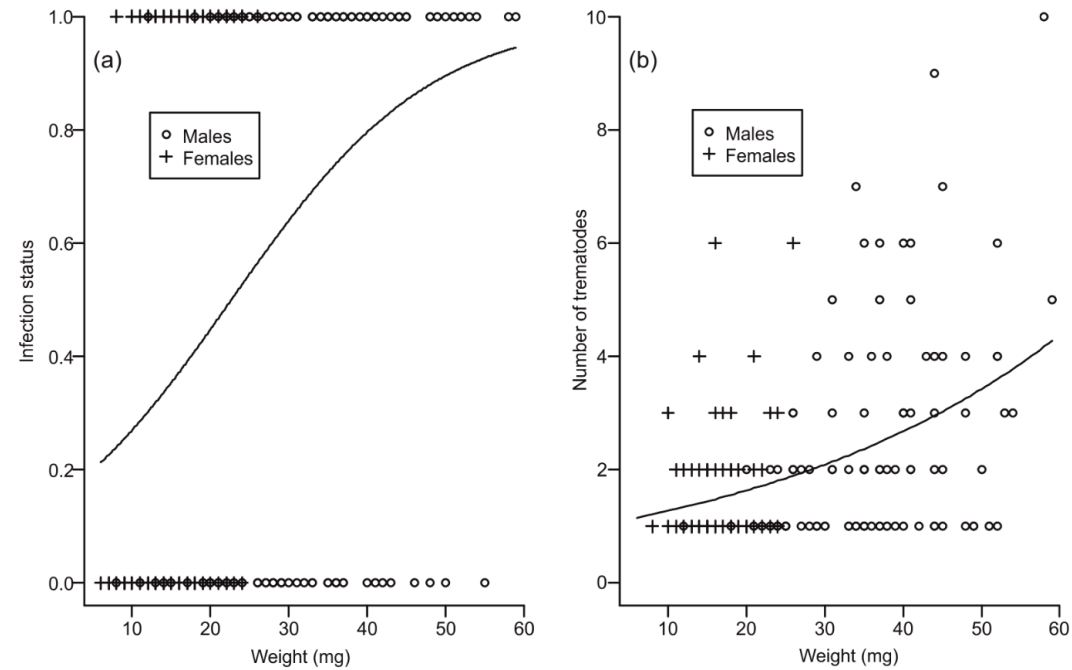 (a)
Males
Females
1.0
0.8
0.6
0.4
0.2
0.0
Infection status
10 20 30 40 50 60
Weight (mg)
(b)
Males
Females
10
8
6
4
2
0
Number of trematodes
10 20 30 40 50 60
Weight (mg)